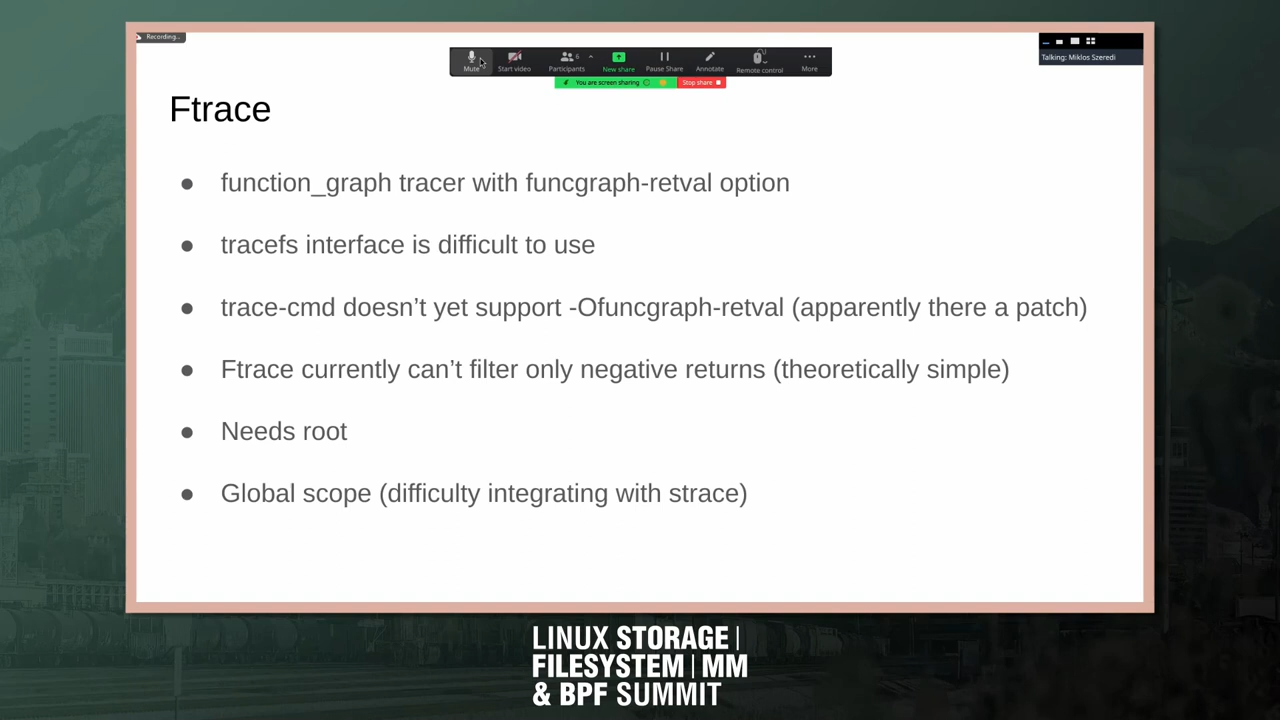 Recording...
Mute
Start video
Participants
6
New share
Pause Share
Annotate
Remote control
More
You are screen sharing
Stop share
Talking: Miklos Szeredi
Ftrace
● function_graph tracer with funcgraph-retval option
● tracefs interface is difficult to use
● trace-cmd doesn’t yet support -Ofuncgraph-retval (apparently there a patch)
● Ftrace currently can’t filter only negative returns (theoretically simple)
● Needs root
● Global scope (difficulty integrating with strace)
LINUX STORAGE |
FILESYSTEM | MM
& BPF SUMMIT